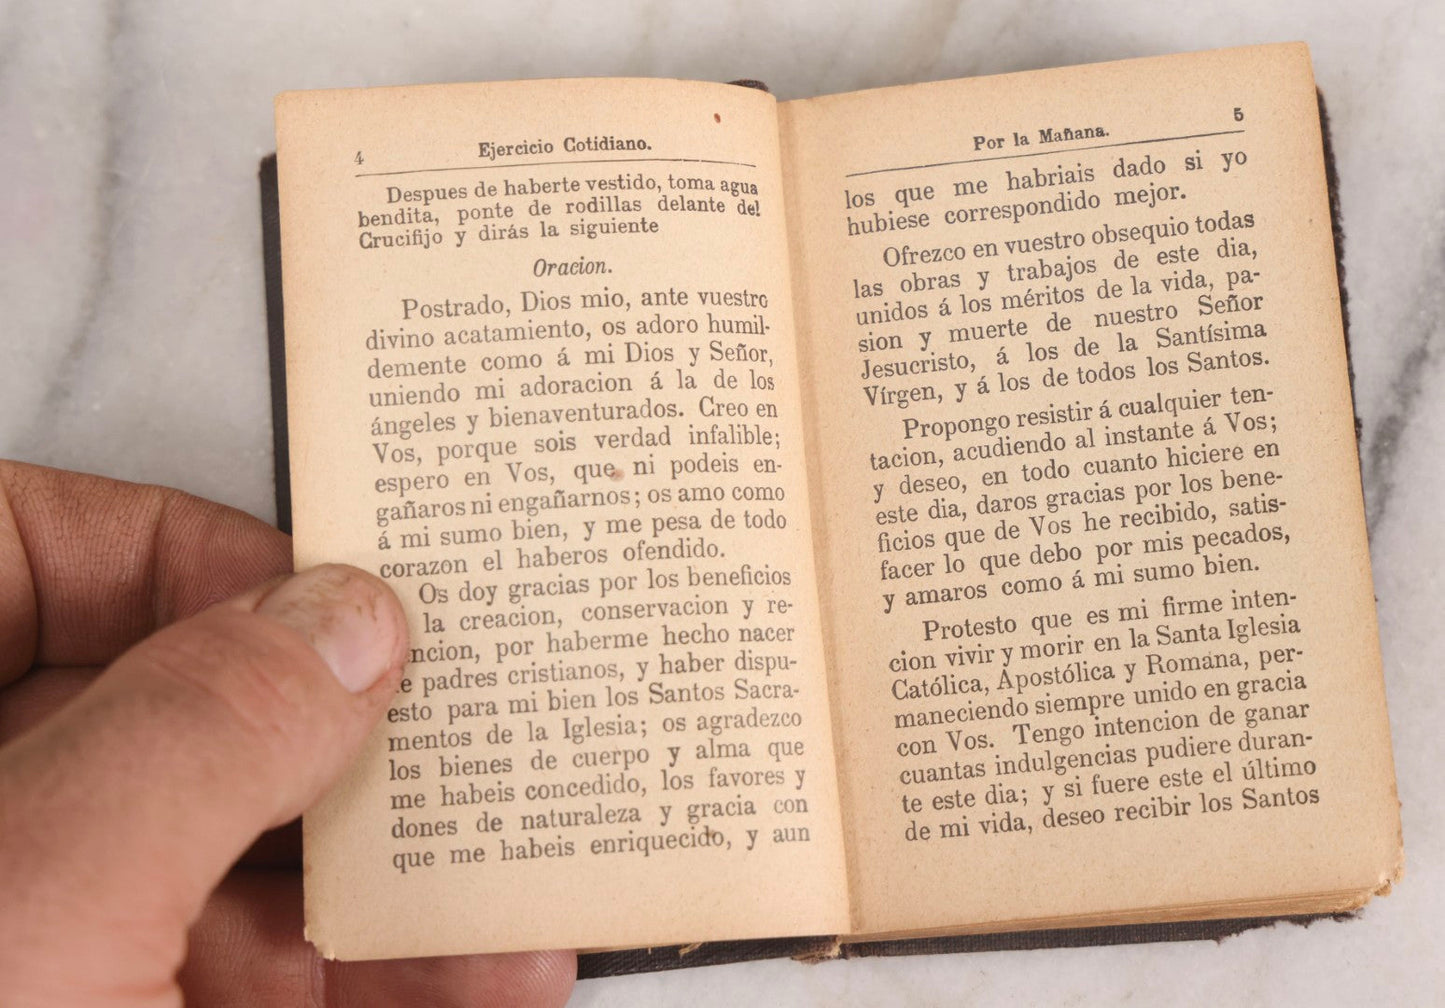 4
Ejercicio Cotidiano.
Despues de haberte vestido, toma agua
bendita, ponte de rodillas delante del
Crucifijo y dirás la siguiente
Oracion.
Postrado, Dios mio, ante vuestro
divino acatamiento, os adoro humil-
demente como á mi Dios y Señor,
uniendo mi adoracion á la de los
ángeles y bienaventurados. Creo en
Vos, porque sois verdad infalible;
espero en Vos, que ni podeis en-
gañaros ni engañarnos; os amo como
á mi sumo bien, y me pesa de todo
corazon el haberos ofendido.
Os doy gracias por los beneficios
la creacion, conservacion y re-
ncion, por haberme hecho nacer
e padres cristianos, y haber dispu-
esto para mi bien los Santos Sacra-
mentos de la Iglesia; os agradezco
los bienes de cuerpo y alma que
me habeis concedido, los favores y
dones de naturaleza y gracia con
que me habeis enriquecido, y aun
Por la Mañana.
5
los que me habriais dado si yo
hubiese correspondido mejor.
Ofrezco en vuestro obsequio todas
las obras y trabajos de este dia,
unidos á los méritos de la vida, pa-
sion y muerte de nuestro Señor
Jesucristo, á los de la Santísima
Vírgen, y á los de todos los Santos.
Propongo resistir á cualquier ten-
tacion, acudiendo al instante á Vos;
y deseo, en todo cuanto hiciere en
este dia, daros gracias por los bene-
ficios que de Vos he recibido, satis-
facer lo que debo por mis pecados,
y amaros como á mi sumo bien.
Protesto que es mi firme inten-
cion vivir y morir en la Santa Iglesia
Católica, Apostólica y Romana, per-
maneciendo siempre unido en gracia
con Vos. Tengo intencion de ganar
cuantas indulgencias pudiere duran-
te este dia; y si fuere este el último
de mi vida, deseo recibir los Santos